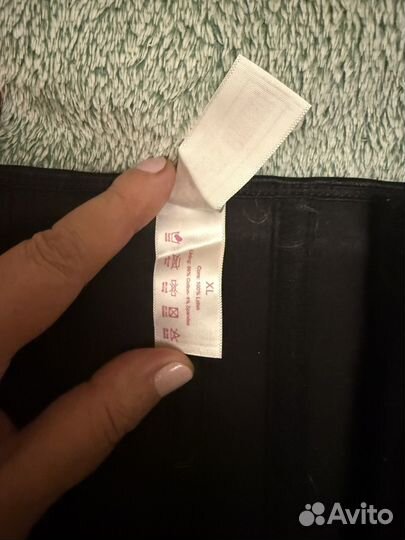 XL
Core: 100% Latex
Lining: 96% Cotton 4% Spandex
Avito